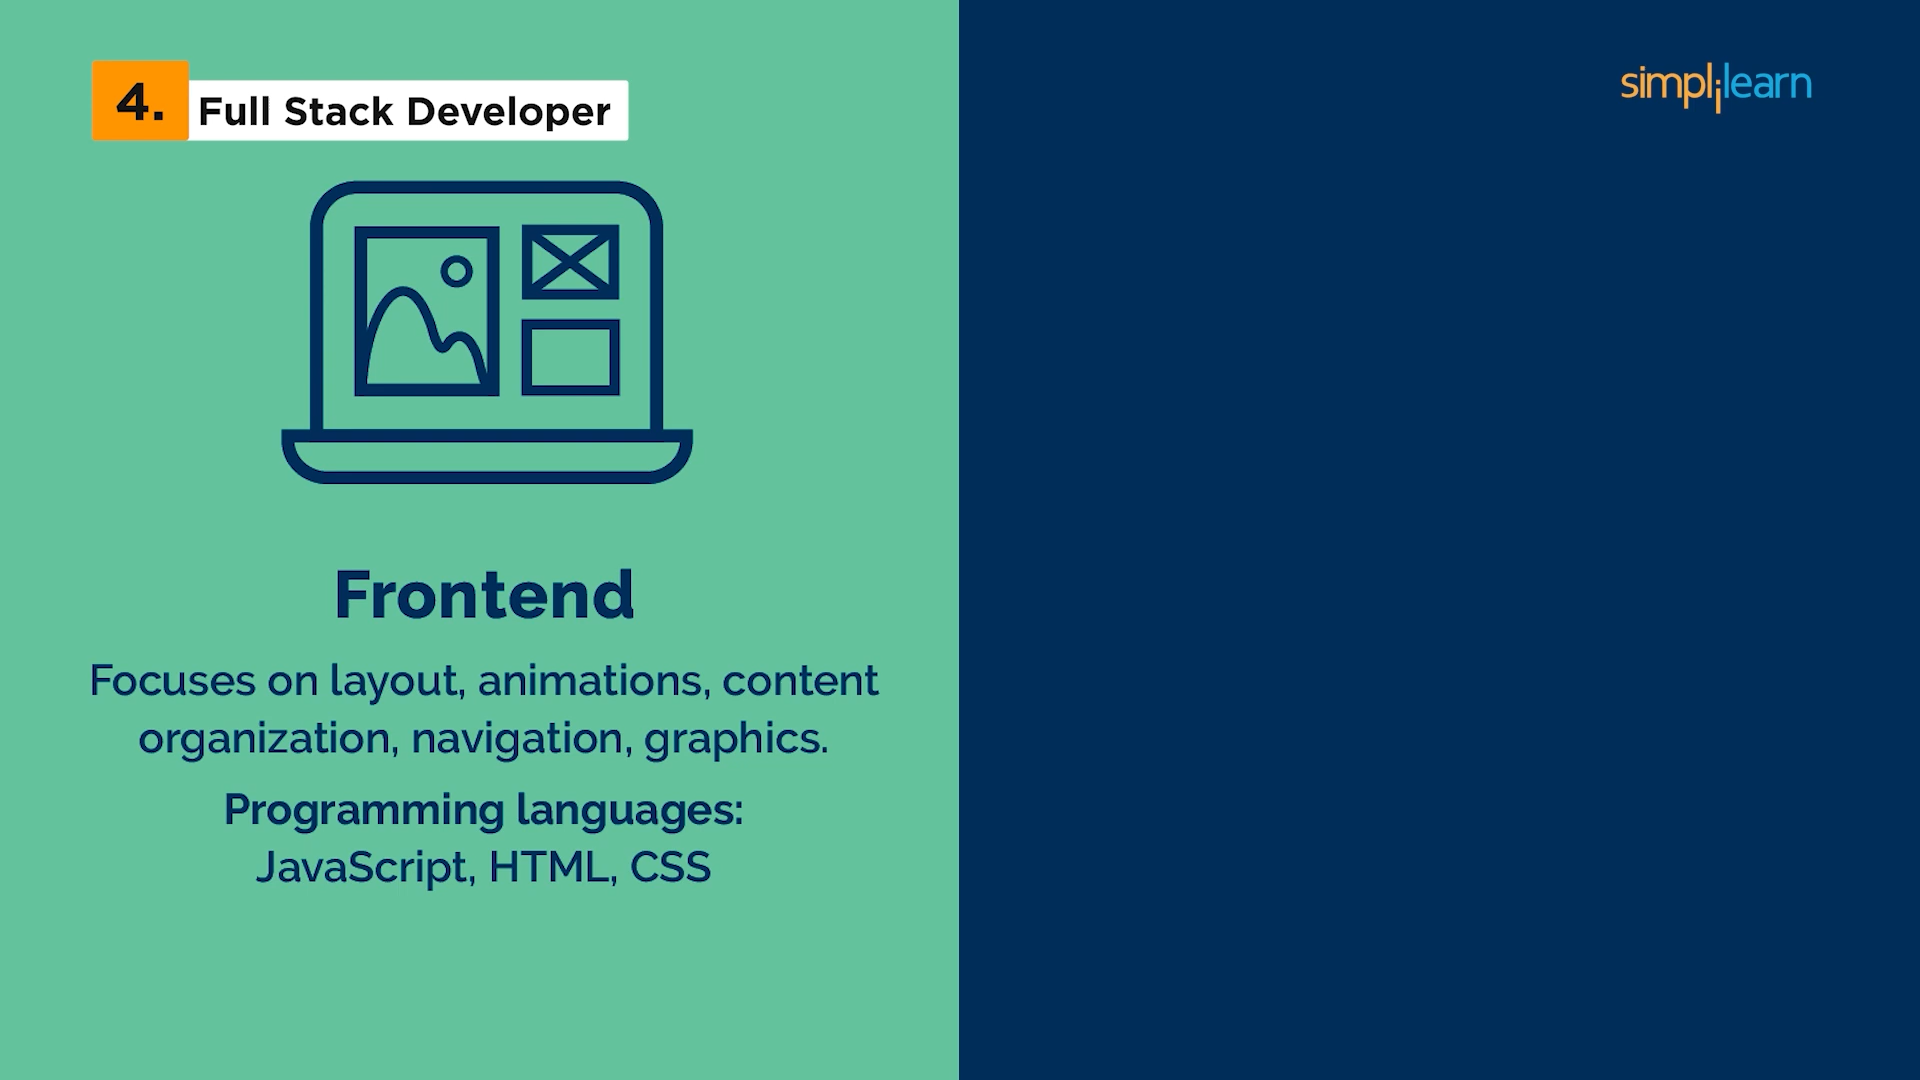 4.
Full Stack Developer
simplilearn
Frontend
Focuses on layout, animations, content
organization, navigation, graphics.
Programming languages:
JavaScript, HTML, CSS